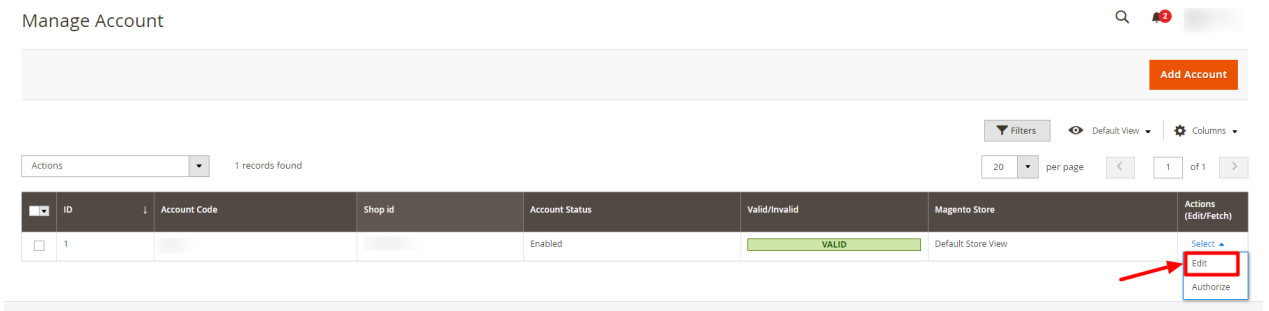 Manage Account
2
Add Account
Filters
Default View
Columns
Actions
1 records found
20
per page
1
of 1
ID
Account Code
Shop id
Account Status
Valid/Invalid
Magento Store
Actions
(Edit/Fetch)
1
Enabled
VALID
Default Store View
Select
Edit
Authorize